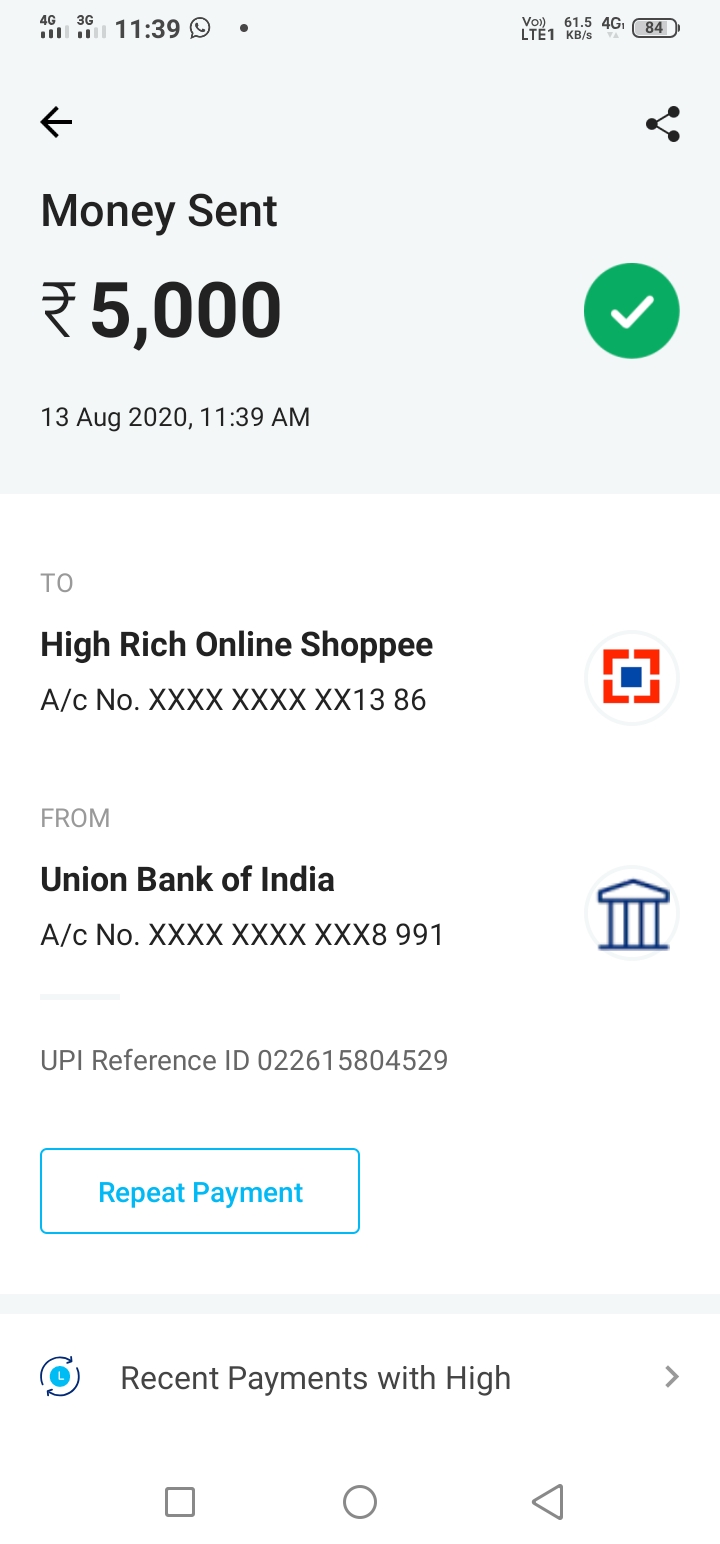 4G 3G 11:39 Vo)) LTE1 61.5 KB/s 4G 84
Money Sent
₹5,000
13 Aug 2020, 11:39 AM
TO
High Rich Online Shoppee
A/c No. XXXX XXXX XX13 86
FROM
Union Bank of India
A/c No. XXXX XXXX XXX8 991
UPI Reference ID 022615804529
Repeat Payment
Recent Payments with High